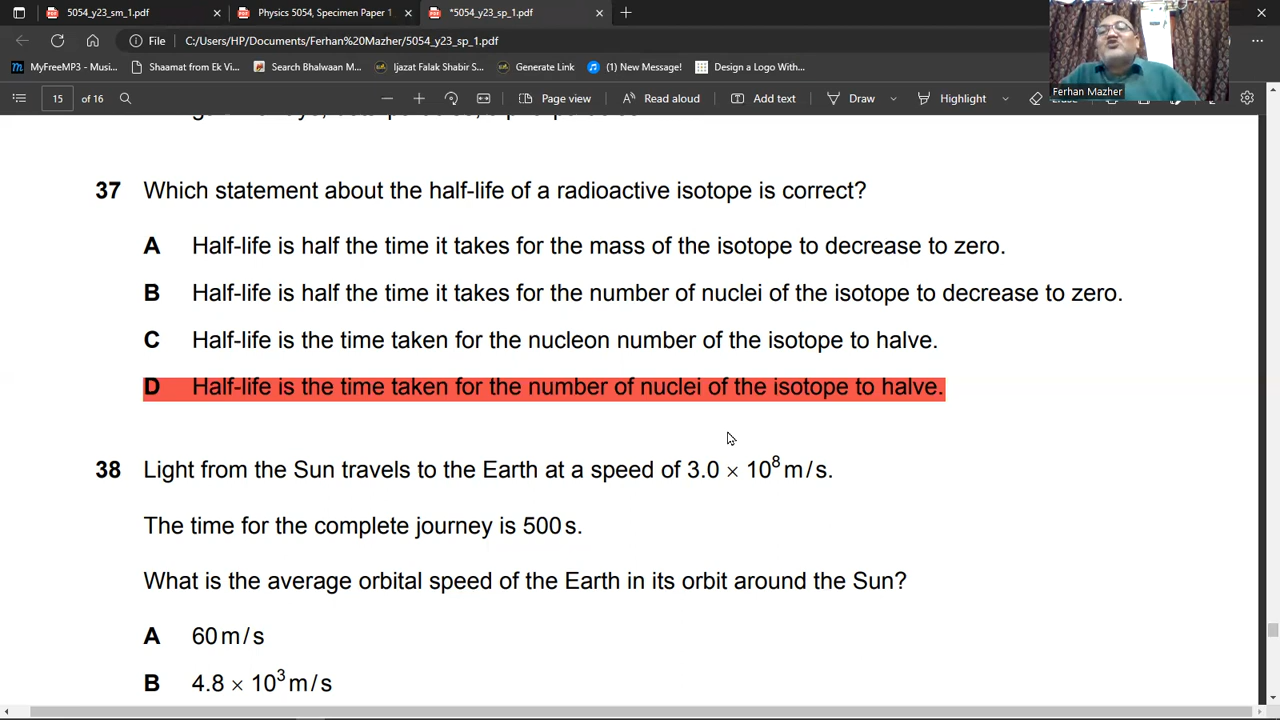 5054_y23_sm_1.pdf
Physics 5054, Specimen Paper 1
*5054_y23_sp_1.pdf
File
C:/Users/HP/Documents/Ferhan%20Mazher/5054_y23_sp_1.pdf
MyFreeMP3 - Musi...
Shaamat from Ek Vi...
Search Bhalwaan M...
Ijazat Falak Shabir S...
Generate Link
(1) New Message!
Design a Logo With...
Ferhan Mazher
15 of 16
Page view
Read aloud
Add text
Draw
Highlight
Erase
37 Which statement about the half-life of a radioactive isotope is correct?
A Half-life is half the time it takes for the mass of the isotope to decrease to zero.
B Half-life is half the time it takes for the number of nuclei of the isotope to decrease to zero.
C Half-life is the time taken for the nucleon number of the isotope to halve.
D Half-life is the time taken for the number of nuclei of the isotope to halve.
38 Light from the Sun travels to the Earth at a speed of 3.0 × 10⁸ m/s.
The time for the complete journey is 500 s.
What is the average orbital speed of the Earth in its orbit around the Sun?
A 60 m/s
B 4.8 × 10³ m/s